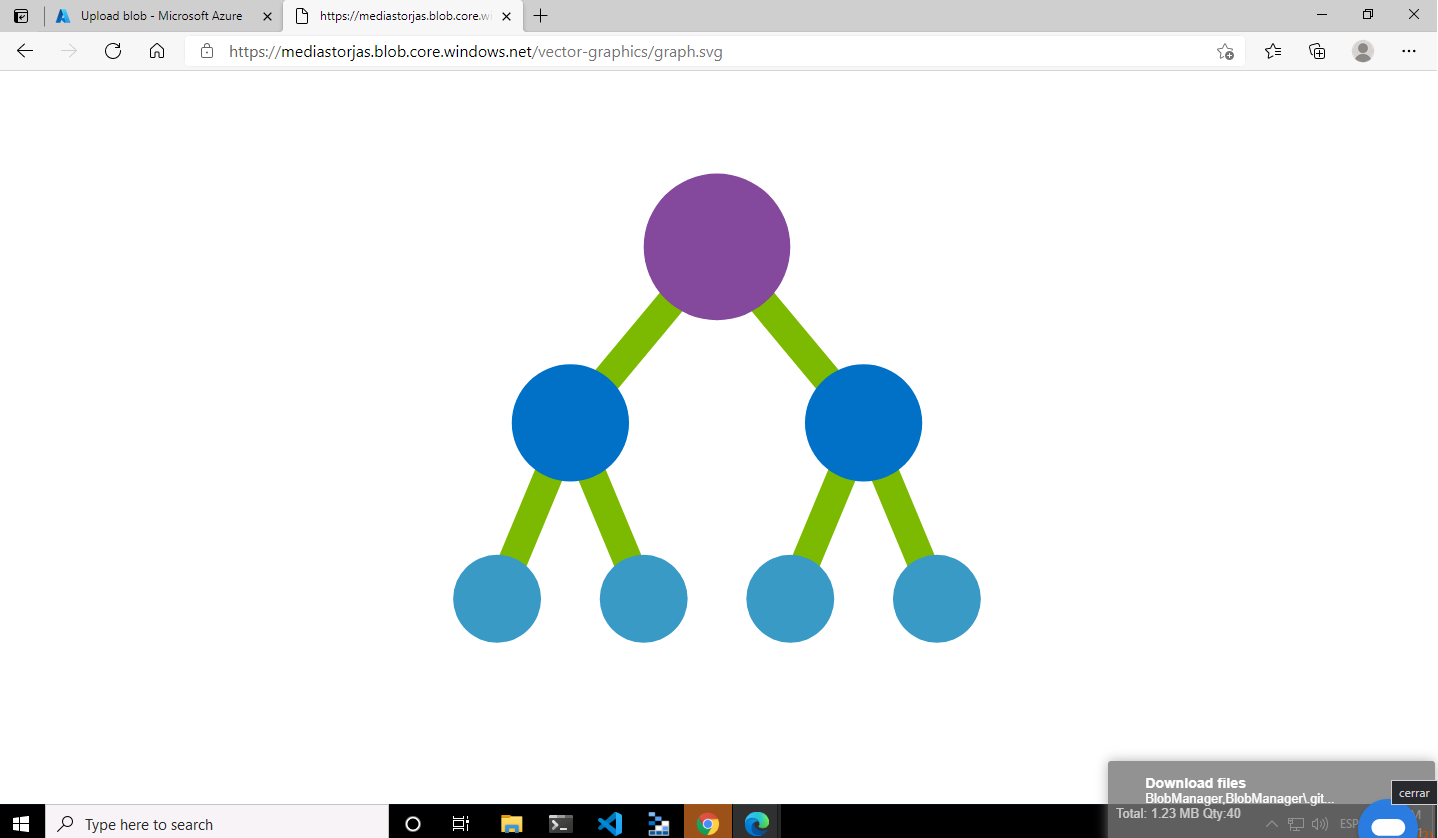 Upload blob - Microsoft Azure
https://mediastorjas.blob.core.wi
https://mediastorjas.blob.core.windows.net/vector-graphics/graph.svg
Download files
BlobManager,BlobManager\.git...
Total: 1.23 MB Qty:40
cerrar
Type here to search
ESP